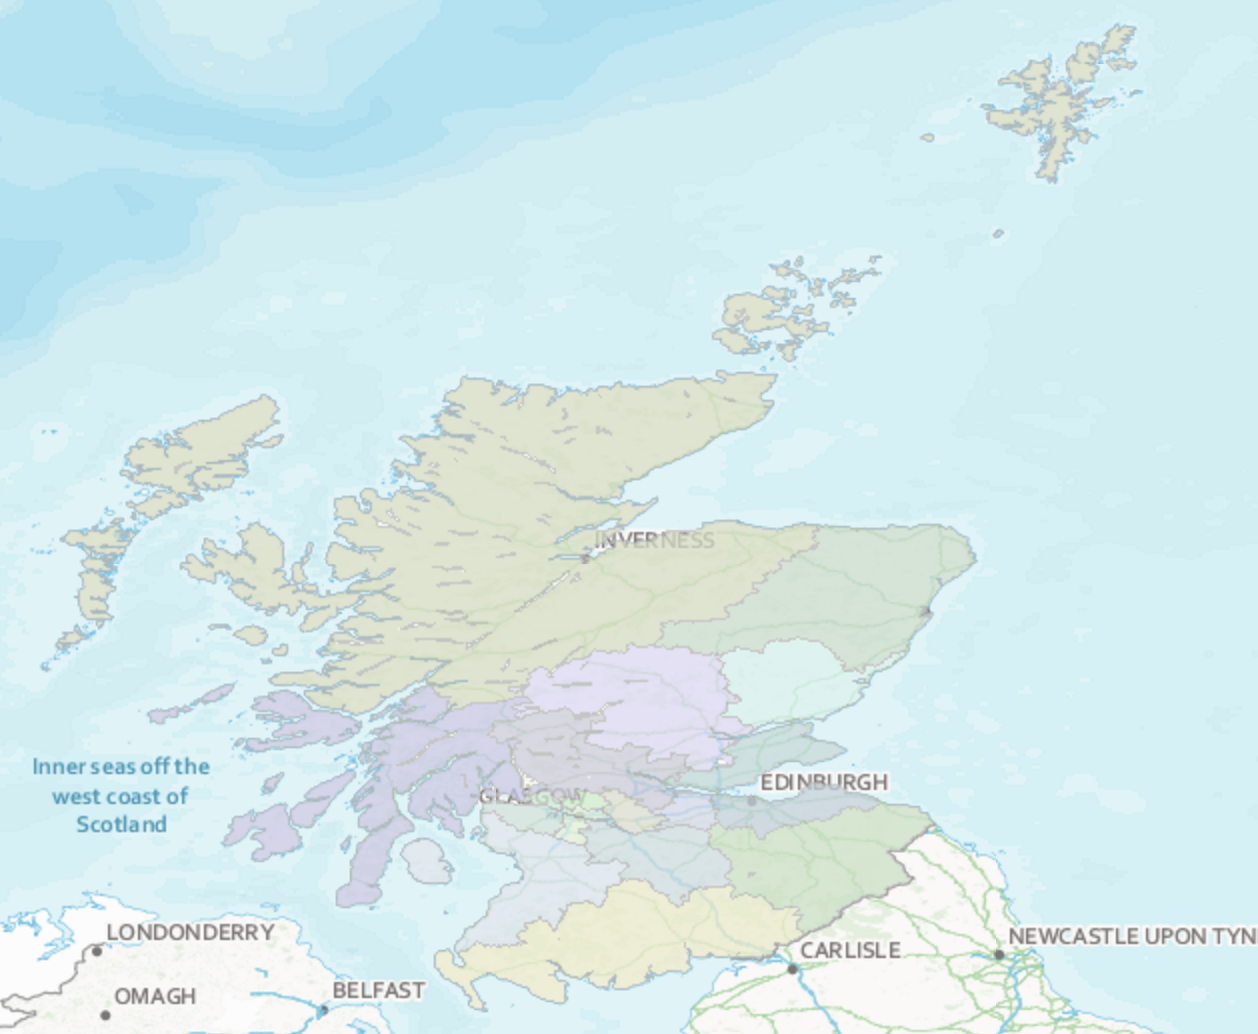 INVERNESS
Inner seas off the
west coast of
Scotland
EDINBURGH
GLASGOW
LONDONDERRY
CARLISLE
NEWCASTLE UPON TYN
OMAGH
BELFAST